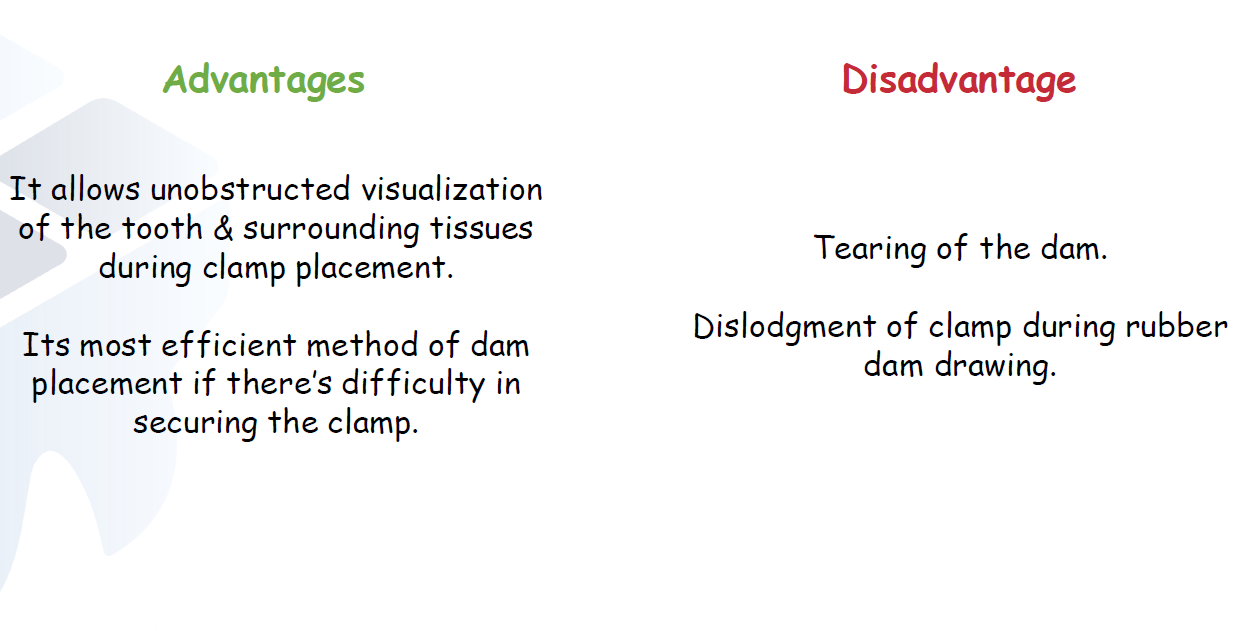 Advantages
It allows unobstructed visualization
of the tooth & surrounding tissues
during clamp placement.
Its most efficient method of dam
placement if there’s difficulty in
securing the clamp.
Disadvantage
Tearing of the dam.
Dislodgment of clamp during rubber
dam drawing.